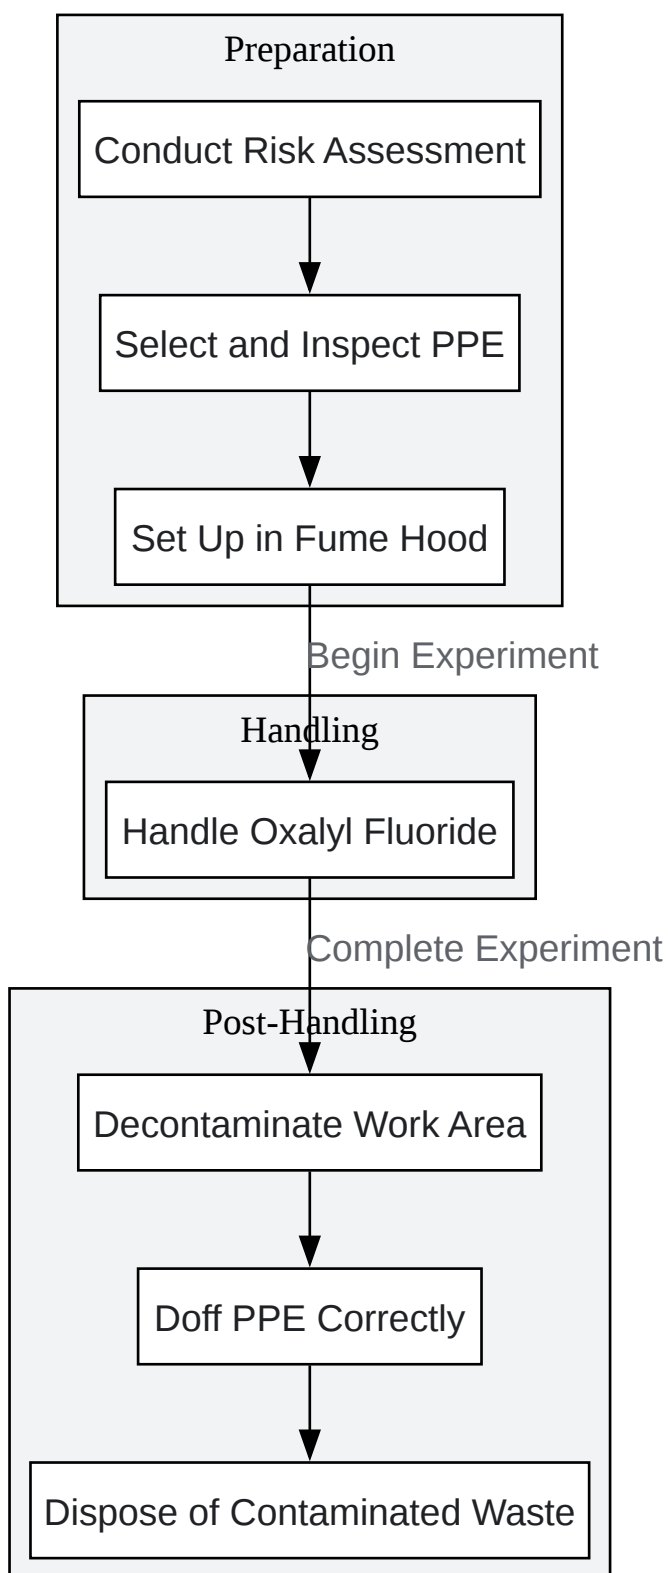 Preparation
Conduct Risk Assessment
Select and Inspect PPE
Set Up in Fume Hood
Begin Experiment
Handling
Handle Oxalyl Fluoride
Complete Experiment
Post-Handling
Decontaminate Work Area
Doff PPE Correctly
Dispose of Contaminated Waste